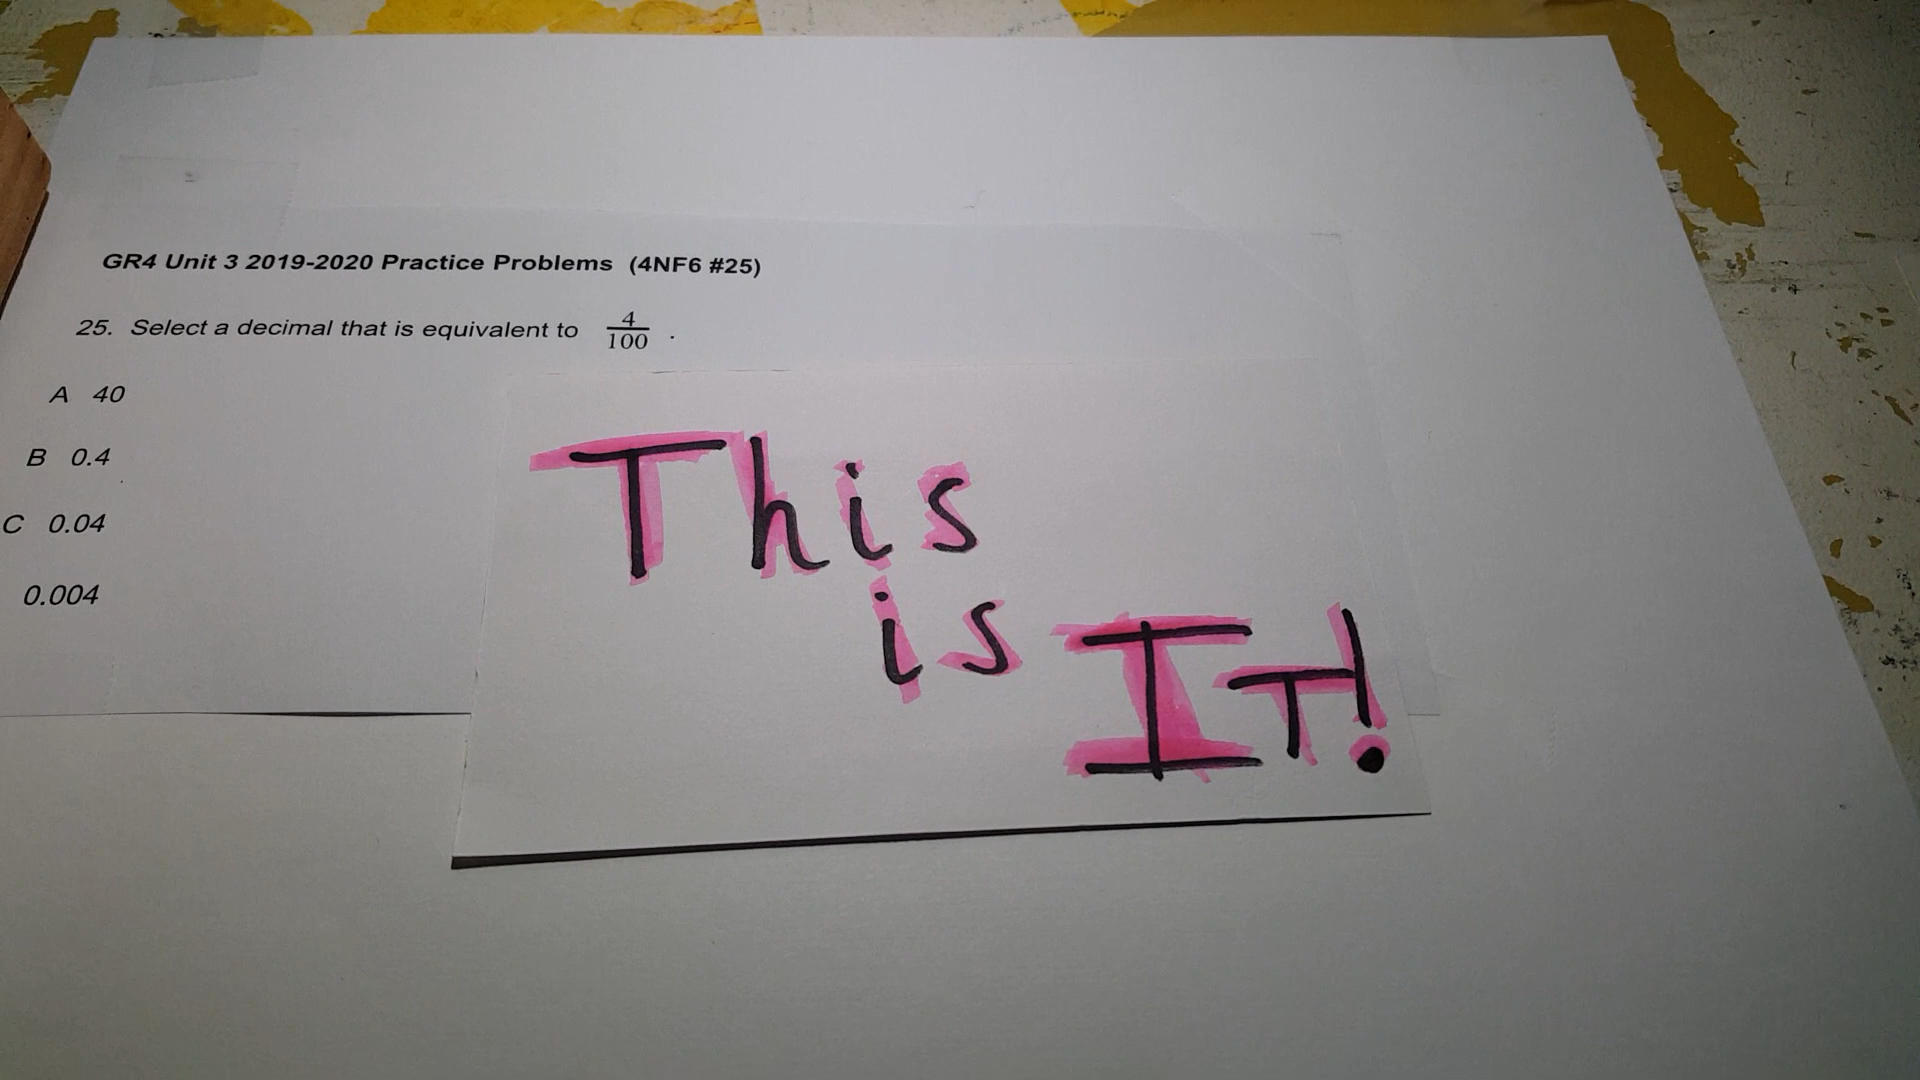 GR4 Unit 3 2019-2020 Practice Problems (4NF6 #25)
25. Select a decimal that is equivalent to 4/100 .
A 40
B 0.4
C 0.04
0.004
This
is
IT!